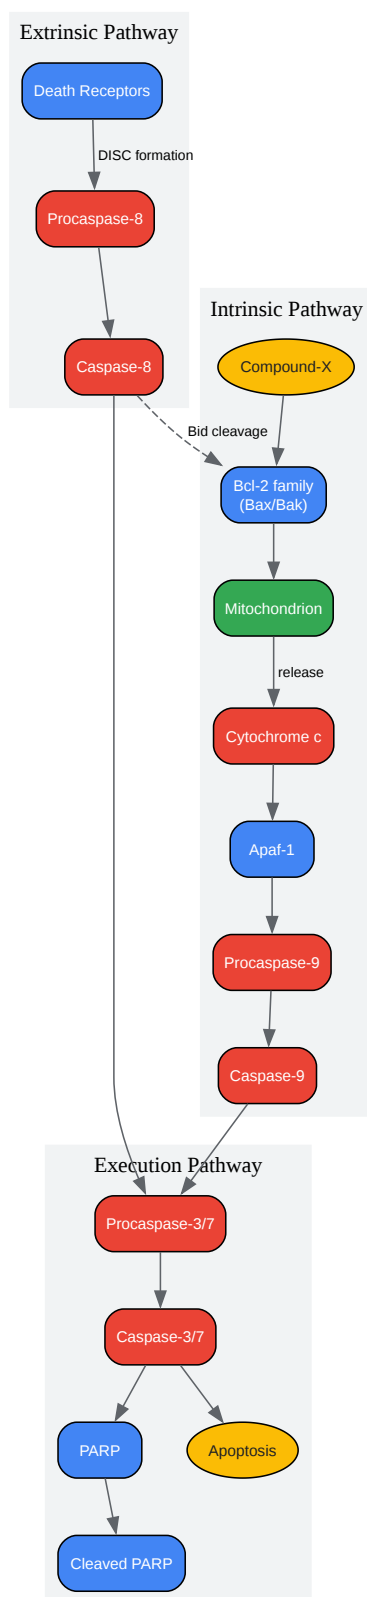 Extrinsic Pathway
Death Receptors
DISC formation
Procaspase-8
Caspase-8
Intrinsic Pathway
Compound-X
Bid cleavage
Bcl-2 family
(Bax/Bak)
Mitochondrion
release
Cytochrome c
Apaf-1
Procaspase-9
Caspase-9
Execution Pathway
Procaspase-3/7
Caspase-3/7
PARP
Apoptosis
Cleaved PARP